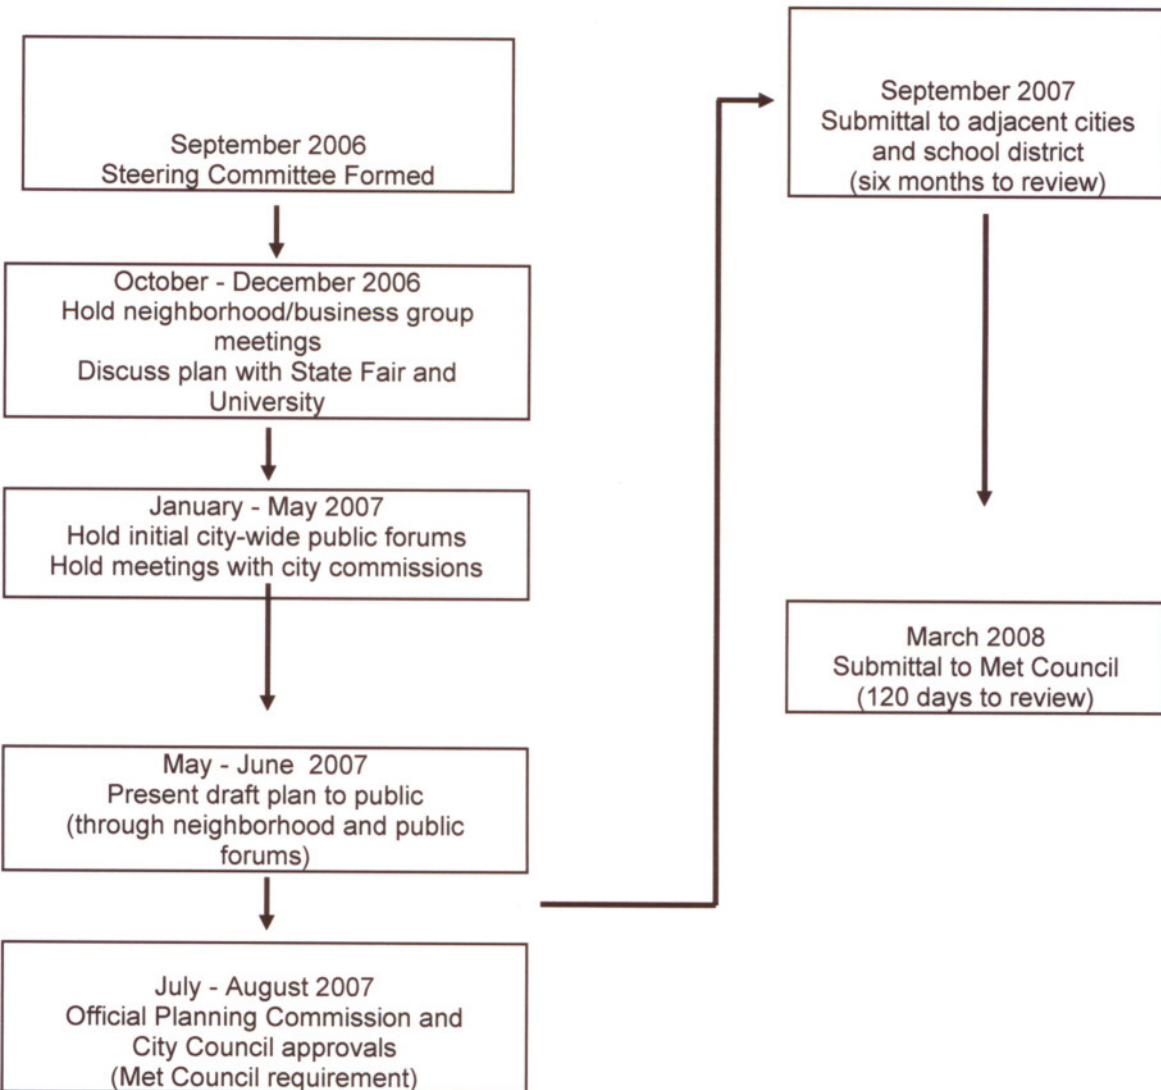 September 2006
Steering Committee Formed
October - December 2006
Hold neighborhood/business group
meetings
Discuss plan with State Fair and
University
January - May 2007
Hold initial city-wide public forums
Hold meetings with city commissions
May - June 2007
Present draft plan to public
(through neighborhood and public
forums)
July - August 2007
Official Planning Commission and
City Council approvals
(Met Council requirement)
September 2007
Submittal to adjacent cities
and school district
(six months to review)
March 2008
Submittal to Met Council
(120 days to review)